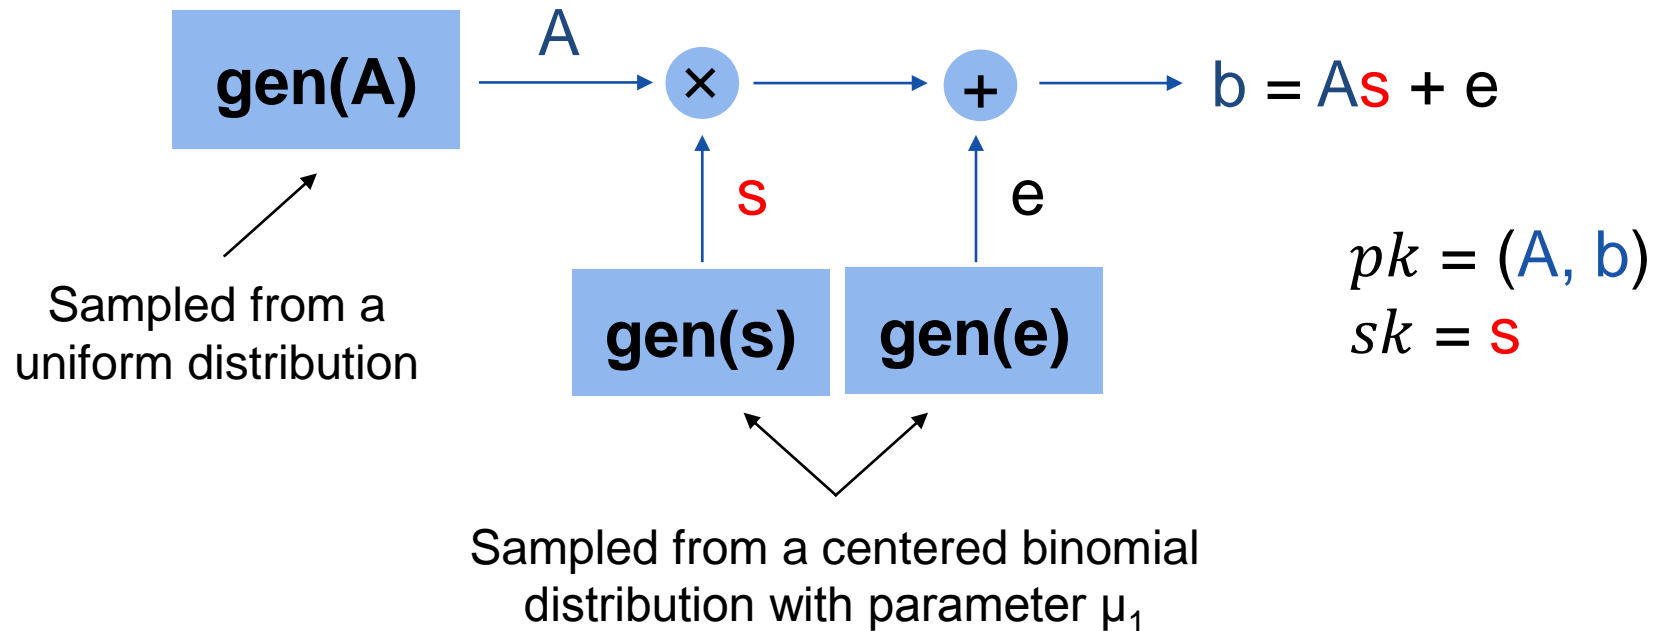 gen(A)
A
×
+
b = As + e
s
e
Sampled from a
uniform distribution
gen(s)
gen(e)
pk = (A, b)
sk = s
Sampled from a centered binomial
distribution with parameter μ₁